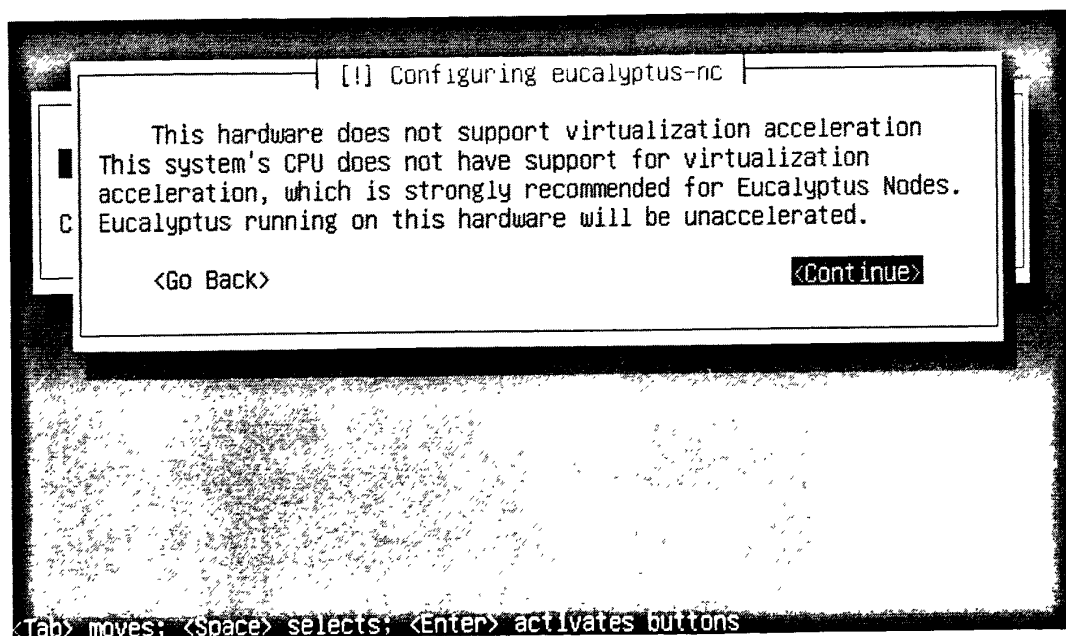 [!] Configuring eucalyptus-nc
This hardware does not support virtualization acceleration
This system's CPU does not have support for virtualization
acceleration, which is strongly recommended for Eucalyptus Nodes.
Eucalyptus running on this hardware will be unaccelerated.
C
<Go Back> <Continue>
<Tab> moves; <Space> selects; <Enter> activates buttons